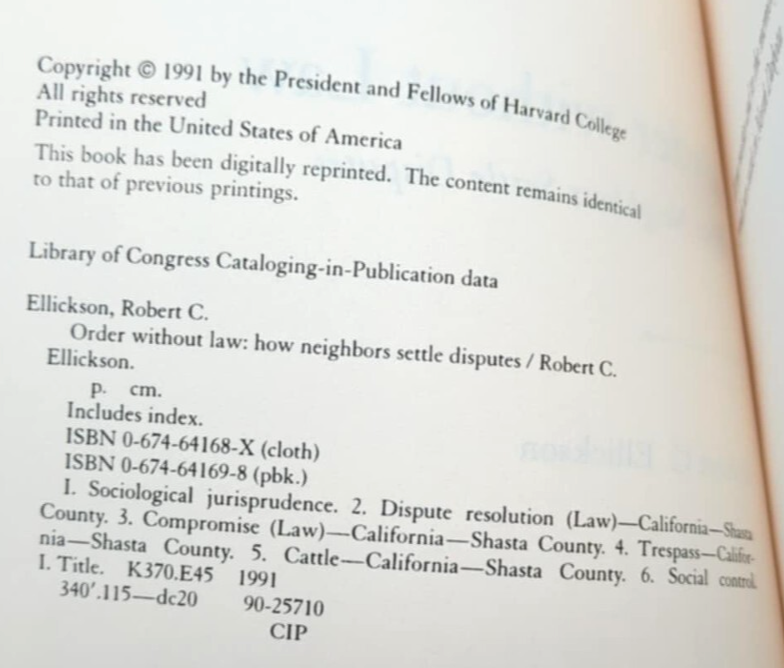 Copyright © 1991 by the President and Fellows of Harvard College
All rights reserved
Printed in the United States of America
This book has been digitally reprinted. The content remains identical
to that of previous printings.
Library of Congress Cataloging-in-Publication data
Ellickson, Robert C.
Order without law: how neighbors settle disputes / Robert C.
Ellickson.
p. cm.
Includes index.
ISBN 0-674-64168-X (cloth)
ISBN 0-674-64169-8 (pbk.)
1. Sociological jurisprudence. 2. Dispute resolution (Law)—California—Shasta
County. 3. Compromise (Law)—California—Shasta County. 4. Trespass—Califor-
nia—Shasta County. 5. Cattle—California—Shasta County. 6. Social control.
I. Title. K370.E45 1991
340′.115—dc20 90-25710
CIP